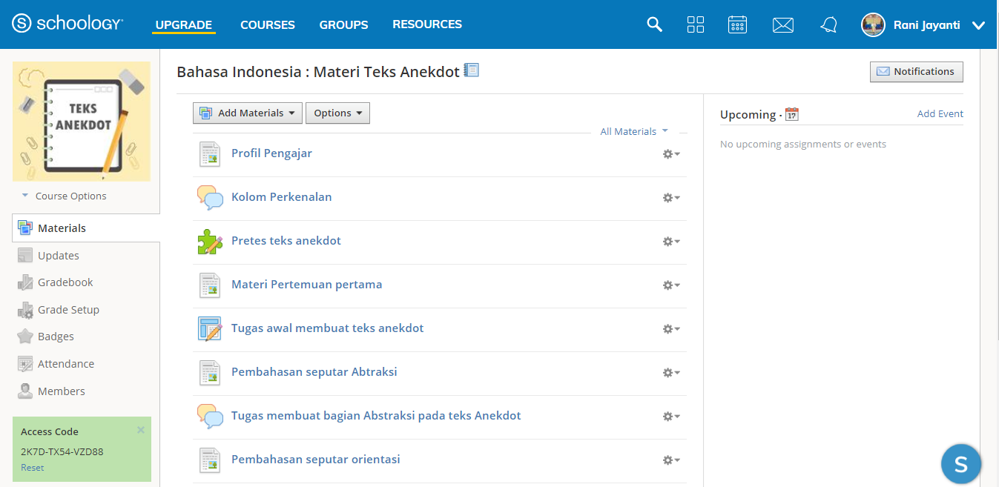 S schoology
UPGRADE COURSES GROUPS RESOURCES
Rani Jayanti
TEKS
ANEKDOT
Course Options
Materials
Updates
Gradebook
Grade Setup
Badges
Attendance
Members
Access Code
2K7D-TX54-VZD88
Reset
Bahasa Indonesia : Materi Teks Anekdot
Notifications
Add Materials
Options
All Materials
Profil Pengajar
Kolom Perkenalan
Pretes teks anekdot
Materi Pertemuan pertama
Tugas awal membuat teks anekdot
Pembahasan seputar Abtraksi
Tugas membuat bagian Abstraksi pada teks Anekdot
Pembahasan seputar orientasi
Upcoming · 17
Add Event
No upcoming assignments or events
S